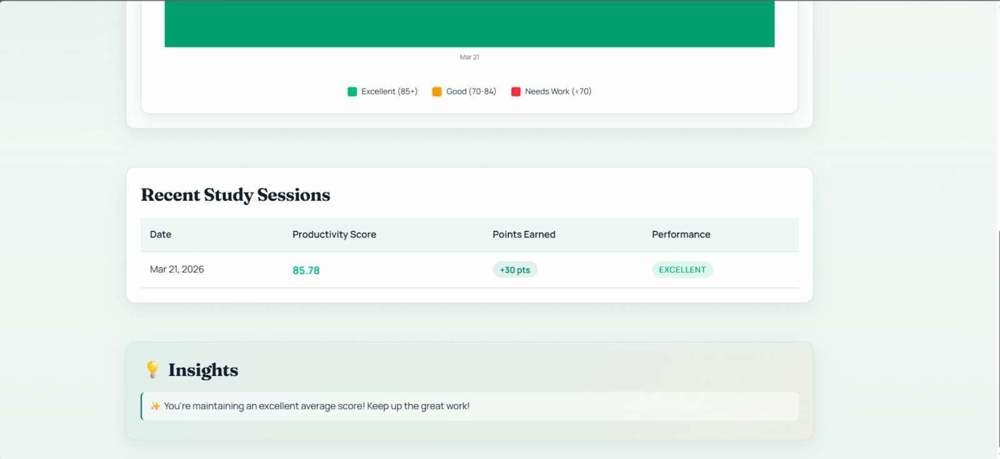 Mar 21
Excellent (85+) Good (70-84) Needs Work (<70)
Recent Study Sessions
Date Productivity Score Points Earned Performance
Mar 21, 2026 85.78 +30 pts EXCELLENT
💡 Insights
✨ You're maintaining an excellent average score! Keep up the great work!